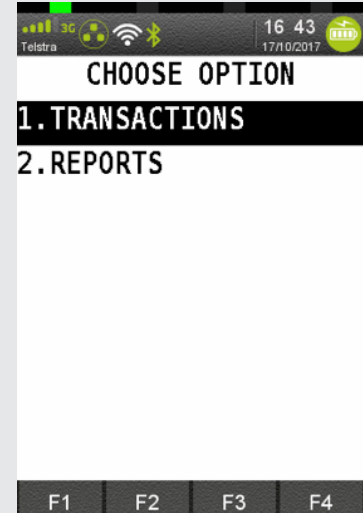 3G 16 43
Telstra 17/10/2017
CHOOSE OPTION
1.TRANSACTIONS
2.REPORTS
F1 F2 F3 F4